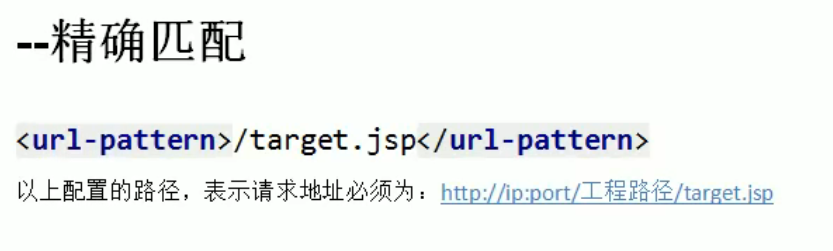 --精确匹配
<url-pattern>/target.jsp</url-pattern>
以上配置的路径，表示请求地址必须为：http://ip:port/工程路径/target.jsp